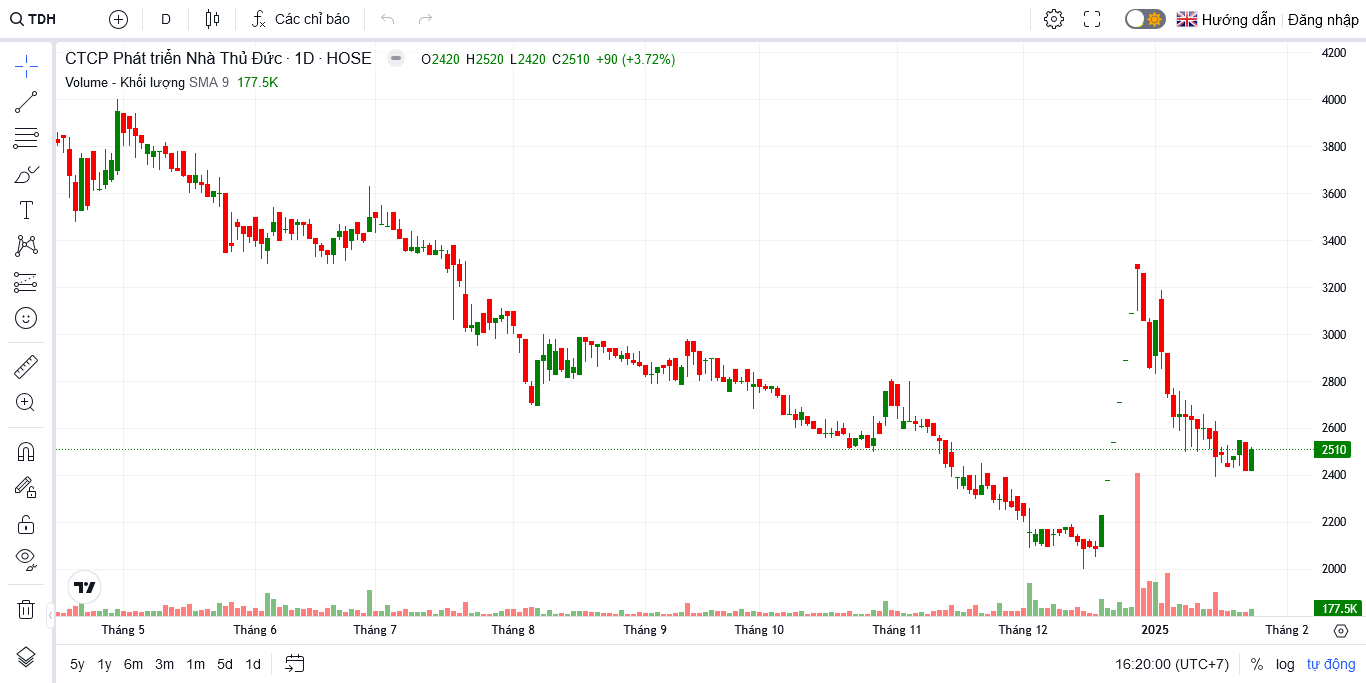 TDH D Các chỉ báo Hướng dẫn Đăng nhập
CTCP Phát triển Nhà Thủ Đức · 1D · HOSE O2420 H2520 L2420 C2510 +90 (+3.72%)
Volume - Khối lượng SMA 9 177.5K
4200
4000
3800
3600
3400
3200
3000
2800
2600
2510
2400
2200
2000
177.5K
Tháng 5 Tháng 6 Tháng 7 Tháng 8 Tháng 9 Tháng 10 Tháng 11 Tháng 12 2025 Tháng 2
5y 1y 6m 3m 1m 5d 1d 16:20:00 (UTC+7) % log tự động